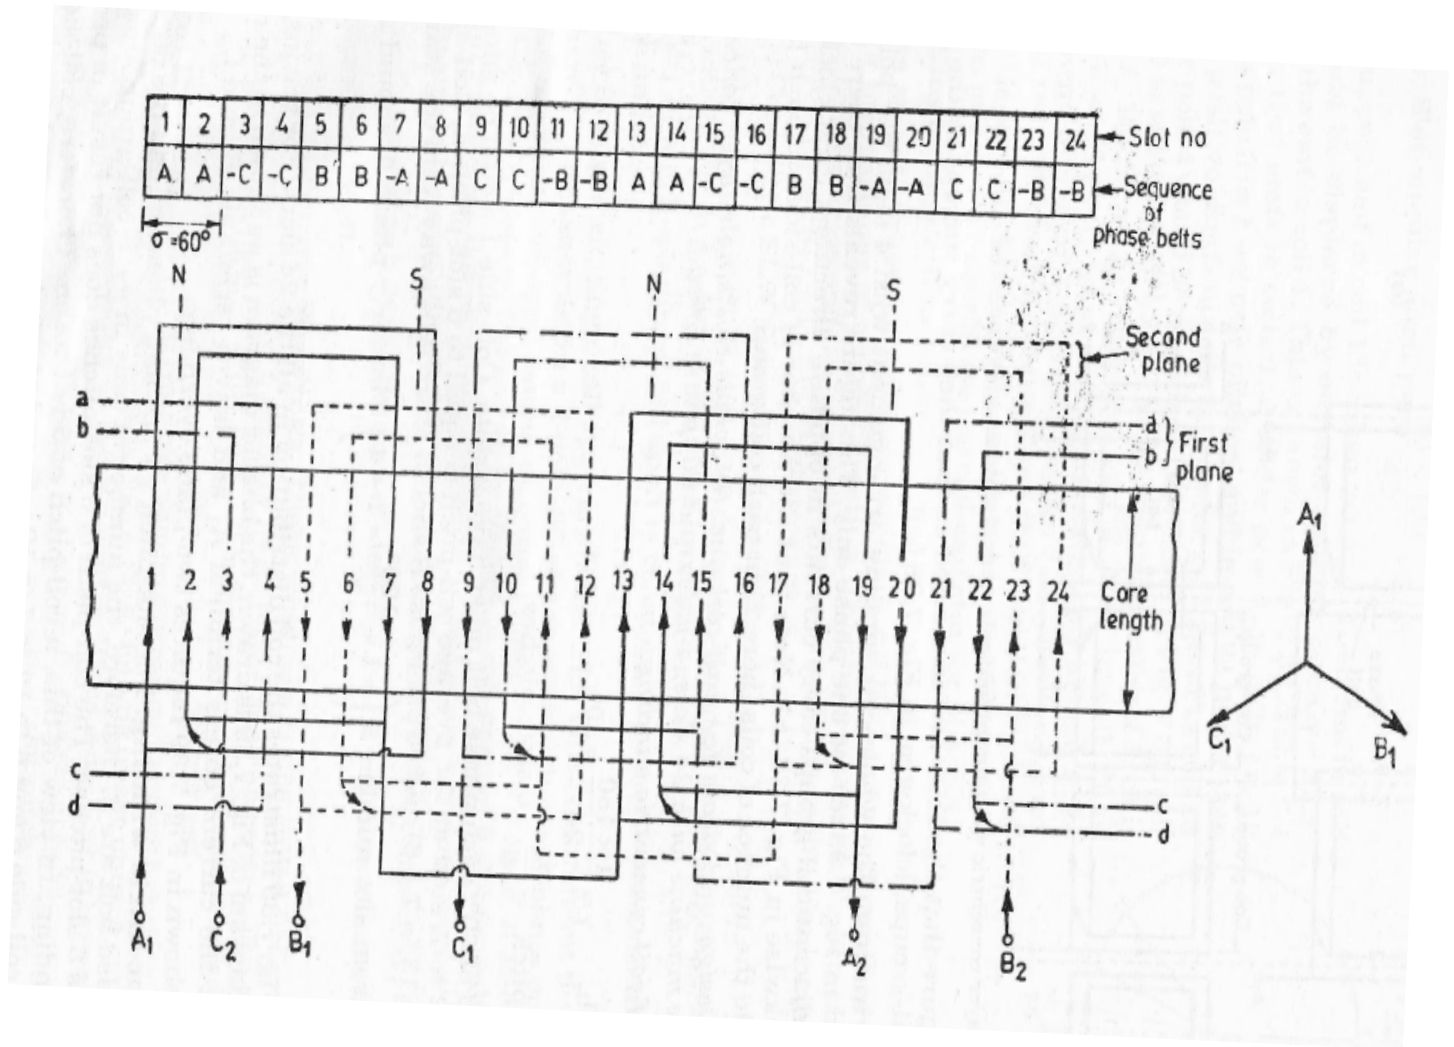 1 2 3 4 5 6 7 8 9 10 11 12 13 14 15 16 17 18 19 20 21 22 23 24 Slot no
A A -C -C B B -A -A C C -B -B A A -C -C B B -A -A C C -B -B Sequence
of
phase belts
σ=60°
N S N S
Second
plane
a
b
a
b
First
plane
1 2 3 4 5 6 7 8 9 10 11 12 13 14 15 16 17 18 19 20 21 22 23 24
Core
length
A1
C1
B1
c
d
c
d
A1 C2 B1 C1 A2 B2